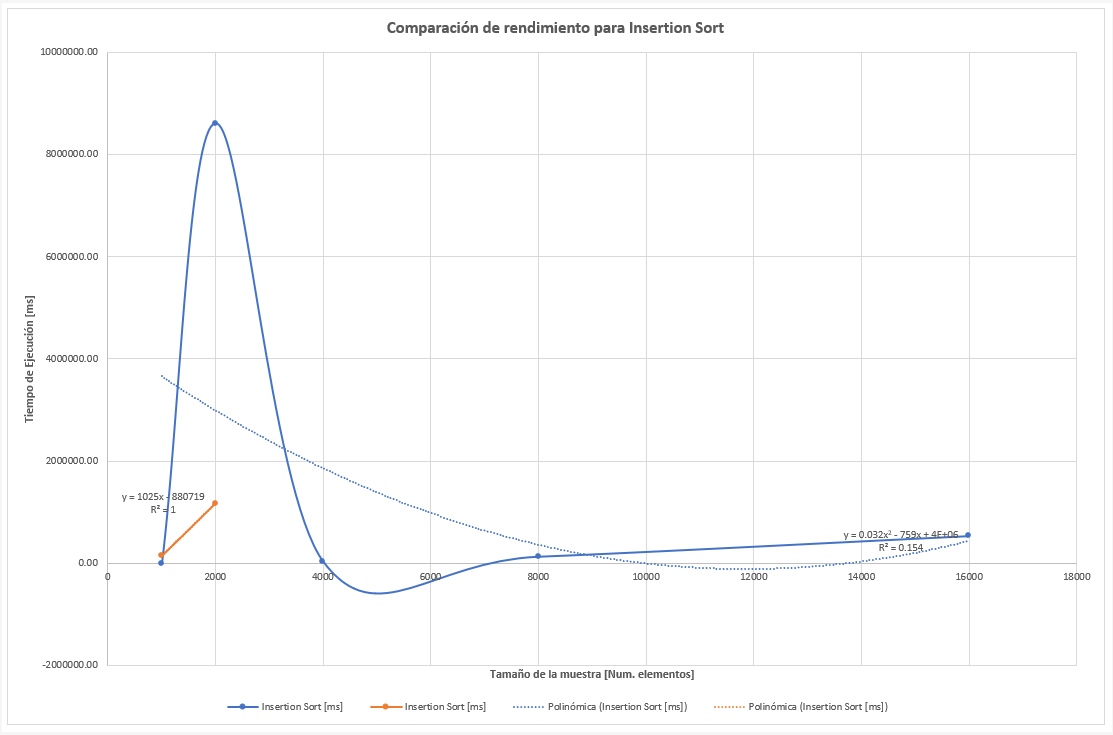 Comparación de rendimiento para Insertion Sort
10000000.00
8000000.00
6000000.00
4000000.00
2000000.00
0.00
-2000000.00
Tiempo de Ejecución [ms]
y = 1025x - 880719
R² = 1
y = 0.032x² - 759x + 4E+06
R² = 0.154
0 2000 4000 6000 8000 10000 12000 14000 16000 18000
Tamaño de la muestra [Num. elementos]
Insertion Sort [ms] Insertion Sort [ms] Polinómica (Insertion Sort [ms]) Polinómica (Insertion Sort [ms])